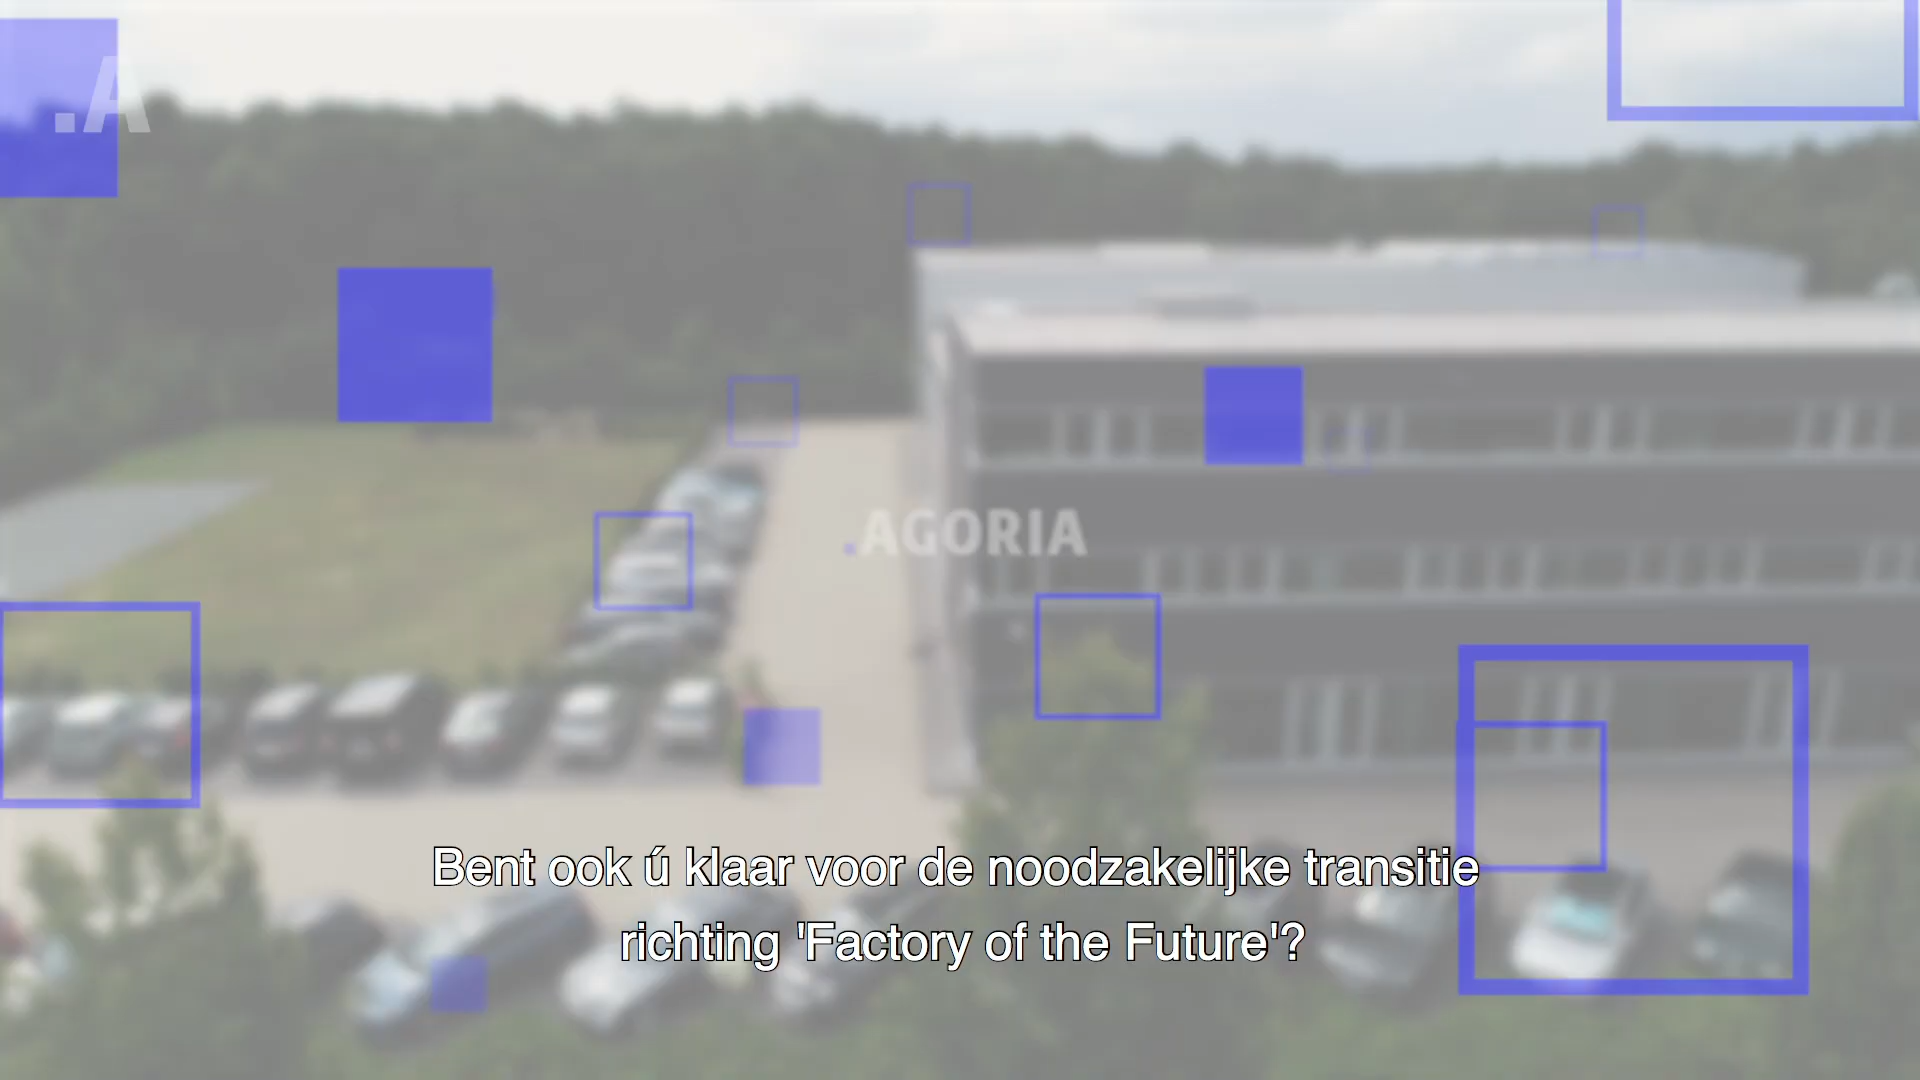 .A
.AGORIA
Bent ook ú klaar voor de noodzakelijke transitie
richting 'Factory of the Future'?